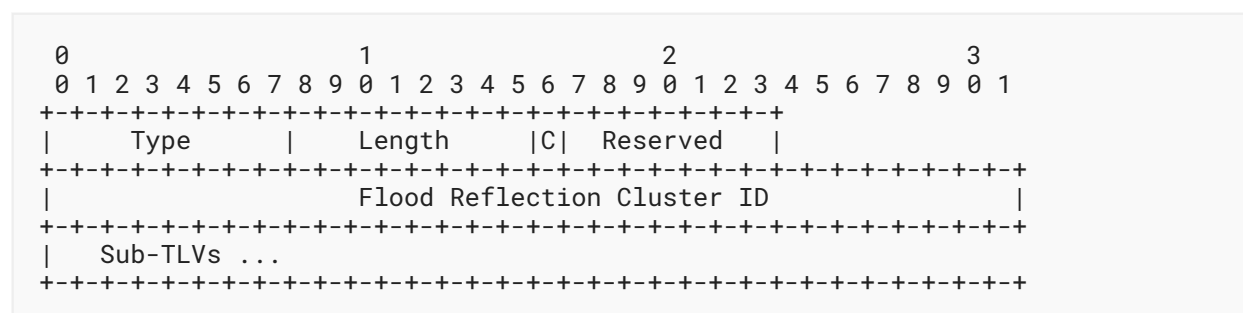 0                   1                   2                   3
 0 1 2 3 4 5 6 7 8 9 0 1 2 3 4 5 6 7 8 9 0 1 2 3 4 5 6 7 8 9 0 1
+-+-+-+-+-+-+-+-+-+-+-+-+-+-+-+-+-+-+-+-+-+-+-+-+
|     Type      |    Length     |C|  Reserved   |
+-+-+-+-+-+-+-+-+-+-+-+-+-+-+-+-+-+-+-+-+-+-+-+-+-+-+-+-+-+-+-+-+
|                    Flood Reflection Cluster ID                |
+-+-+-+-+-+-+-+-+-+-+-+-+-+-+-+-+-+-+-+-+-+-+-+-+-+-+-+-+-+-+-+-+
|   Sub-TLVs ...
+-+-+-+-+-+-+-+-+-+-+-+-+-+-+-+-+-+-+-+-+-+-+-+-+-+-+-+-+-+-+-+-+